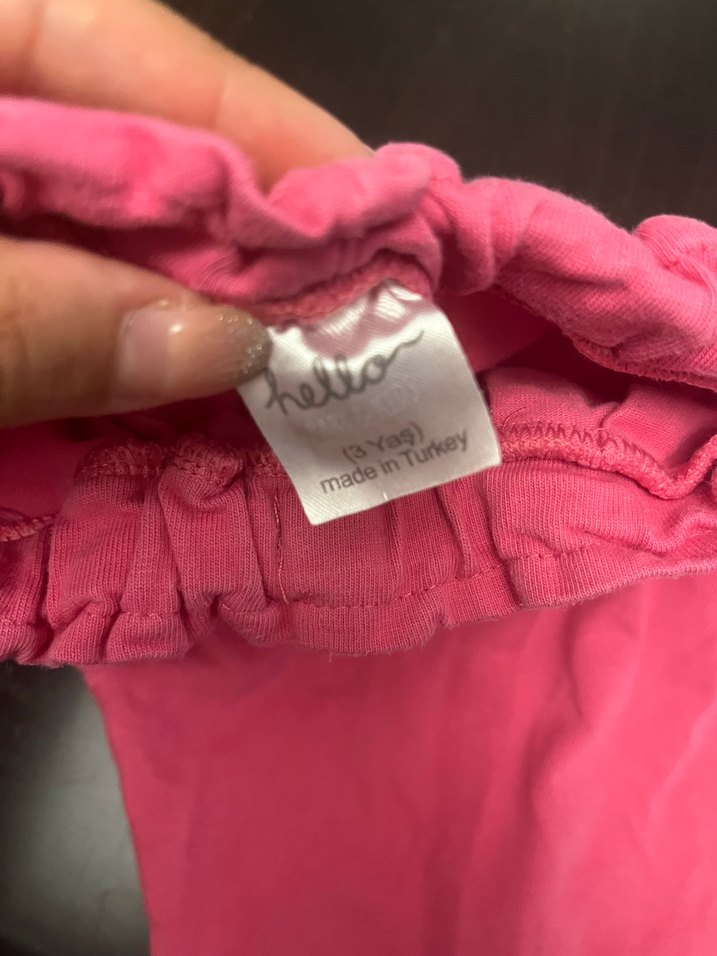 hello
(3 Yaş)
made in Turkey